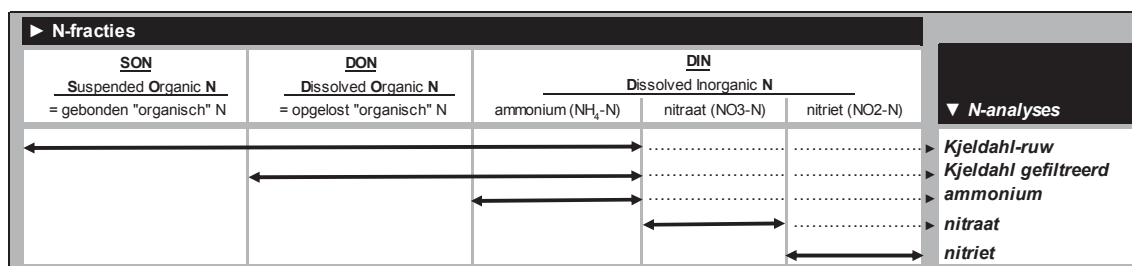 ► N-fracties
SON DON DIN
Suspended Organic N Dissolved Organic N Dissolved Inorganic N
= gebonden "organisch" N = opgelost "organisch" N ammonium (NH₄-N) nitraat (NO3-N) nitriet (NO2-N) ▼ N-analyses
Kjeldahl-ruw
Kjeldahl gefiltreerd
ammonium
nitraat
nitriet